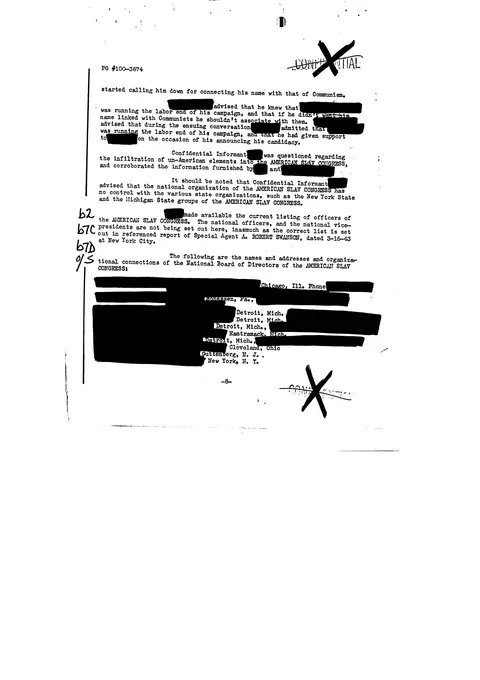 PG #100-3674
CONFIDENTIAL
started calling him down for connecting his name with that of Communism.
advised that he knew that
was running the labor end of his campaign, and that if he didn't want his
name linked with Communists he shouldn't associate with them.
advised that during the ensuing conversation admitted that
was running the labor end of his campaign, and that he had given support
to on the occasion of his announcing his candidacy.
Confidential Informant was questioned regarding
the infiltration of un-American elements into the AMERICAN SLAV CONGRESS,
and corroborated the information furnished by and
It should be noted that Confidential Informant
advised that the national organization of the AMERICAN SLAV CONGRESS has
no control with the various state organizations, such as the New York State
and the Michigan State groups of the AMERICAN SLAV CONGRESS.
b2
b7C
b7D
o/s
made available the current listing of officers of
the AMERICAN SLAV CONGRESS. The national officers, and the national vice-
presidents are not being set out here, inasmuch as the correct list is set
out in referenced report of Special Agent A. ROBERT SWANSON, dated 3-16-43
at New York City.
The following are the names and addresses and organiza-
tional connections of the National Board of Directors of the AMERICAN SLAV
CONGRESS:
Chicago, Ill. Phone
Pa.,
Detroit, Mich.
Detroit, Mich.
Detroit, Mich.,
Hamtramck, Mich.
Detroit, Mich.,
Cleveland, Ohio
Guttenberg, N. J.
New York, N. Y.
-8-